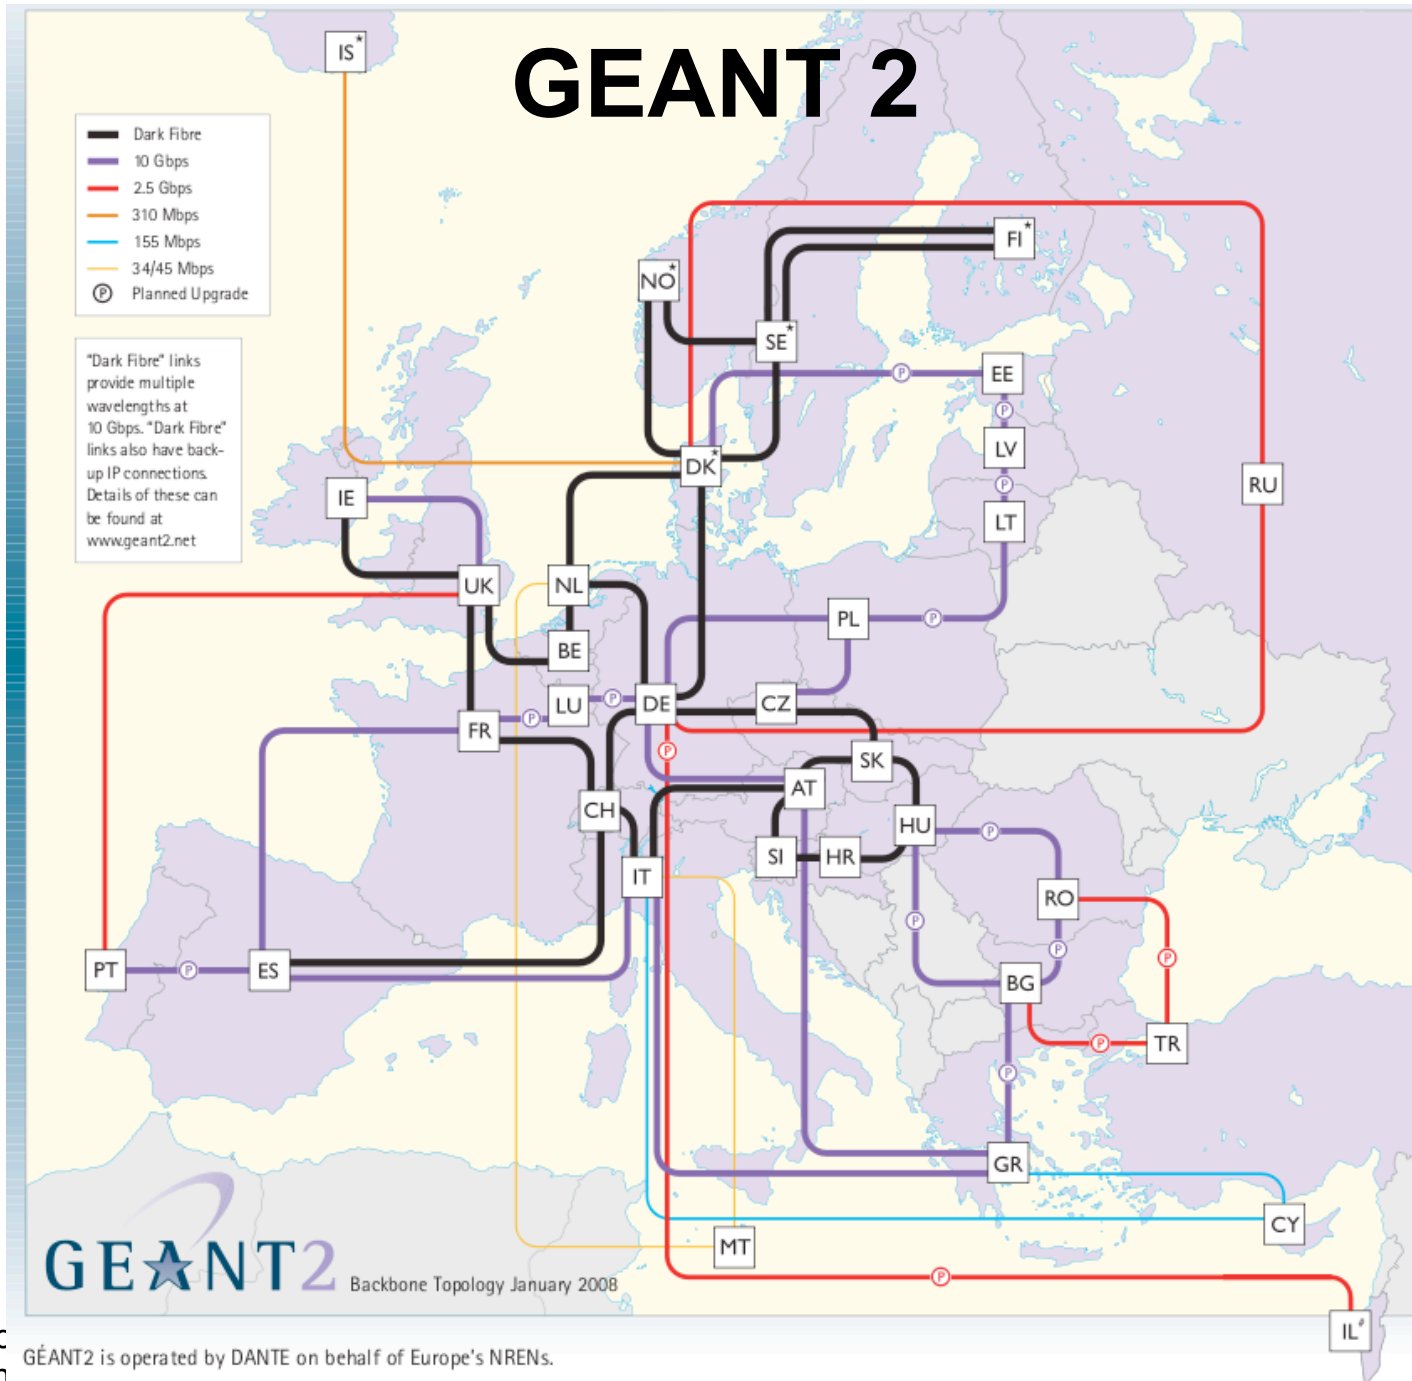 GEANT 2
IS*
Dark Fibre
10 Gbps
2.5 Gbps
310 Mbps
155 Mbps
34/45 Mbps
P Planned Upgrade
"Dark Fibre" links
provide multiple
wavelengths at
10 Gbps. "Dark Fibre"
links also have back-
up IP connections.
Details of these can
be found at
www.geant2.net
FI*
NO*
SE*
P
EE
P
LV
DK*
P
RU
IE
LT
UK
NL
PL
P
BE
LU
P
DE
CZ
P
FR
P
SK
AT
CH
HU
P
SI
HR
IT
RO
P
P
P
PT
P
ES
BG
P
TR
P
GR
CY
MT
P
IL
GEANT2
Backbone Topology January 2008
GÉANT2 is operated by DANTE on behalf of Europe's NRENs.